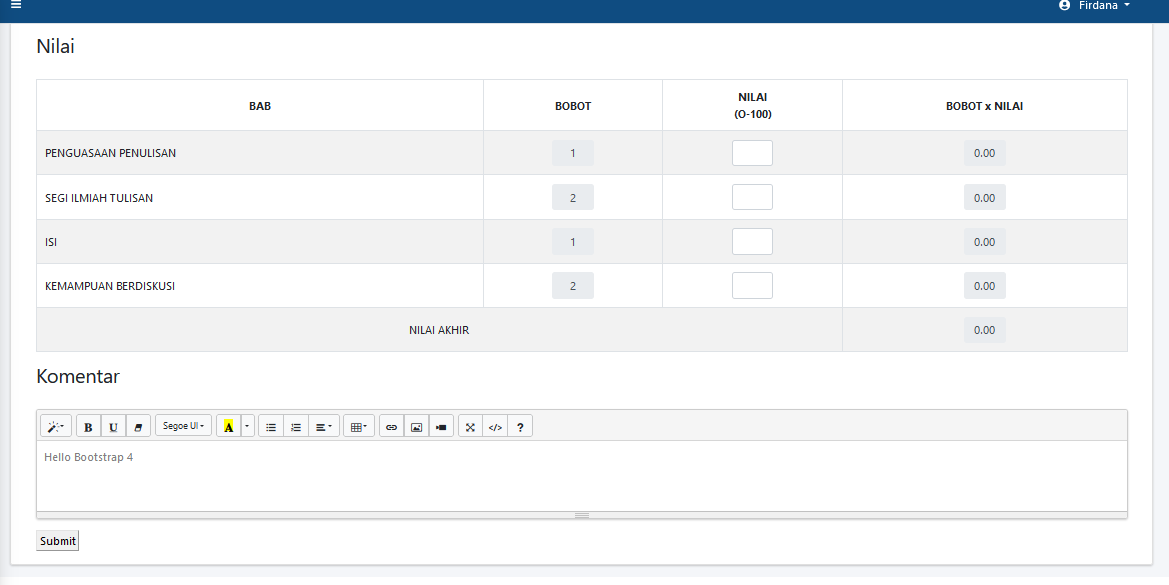 Firdana
Nilai
BAB BOBOT NILAI (O-100) BOBOT x NILAI
PENGUASAAN PENULISAN 1 0.00
SEGI ILMIAH TULISAN 2 0.00
ISI 1 0.00
KEMAMPUAN BERDISKUSI 2 0.00
NILAI AKHIR 0.00
Komentar
B U Segoe UI A </> ?
Hello Bootstrap 4
Submit